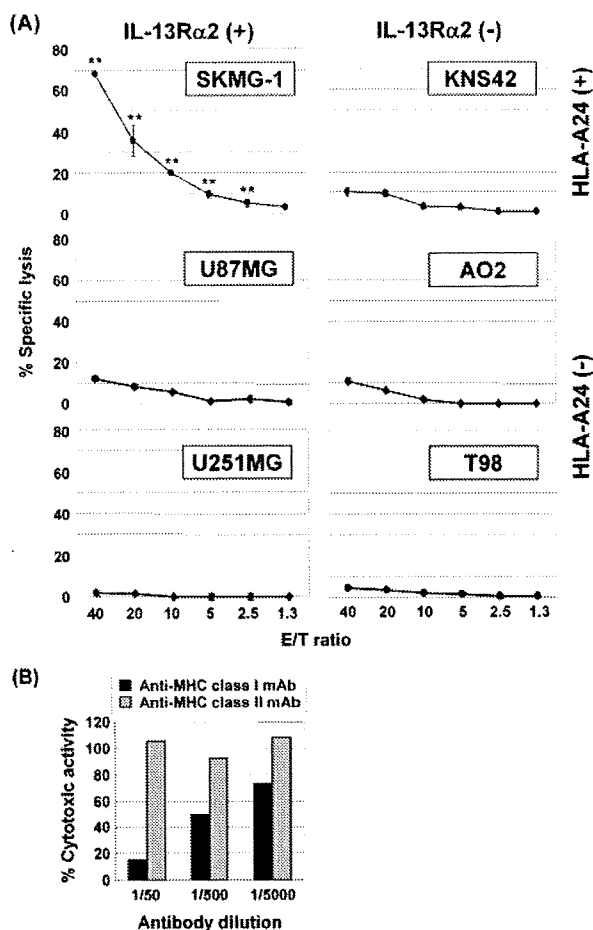 (A)
IL-13Rα2 (+)
IL-13Rα2 (-)
80
60
40
20
0
**
**
**
**
**
SKMG-1
KNS42
HLA-A24 (+)
80
60
40
20
0
U87MG
AO2
% Specific lysis
HLA-A24 (-)
80
60
40
20
0
U251MG
T98
40 20 10 5 2.5 1.3
40 20 10 5 2.5 1.3
E/T ratio
(B)
Anti-MHC class I mAb
Anti-MHC class II mAb
120
100
80
60
40
20
0
% Cytotoxic activity
1/50 1/500 1/5000
Antibody dilution